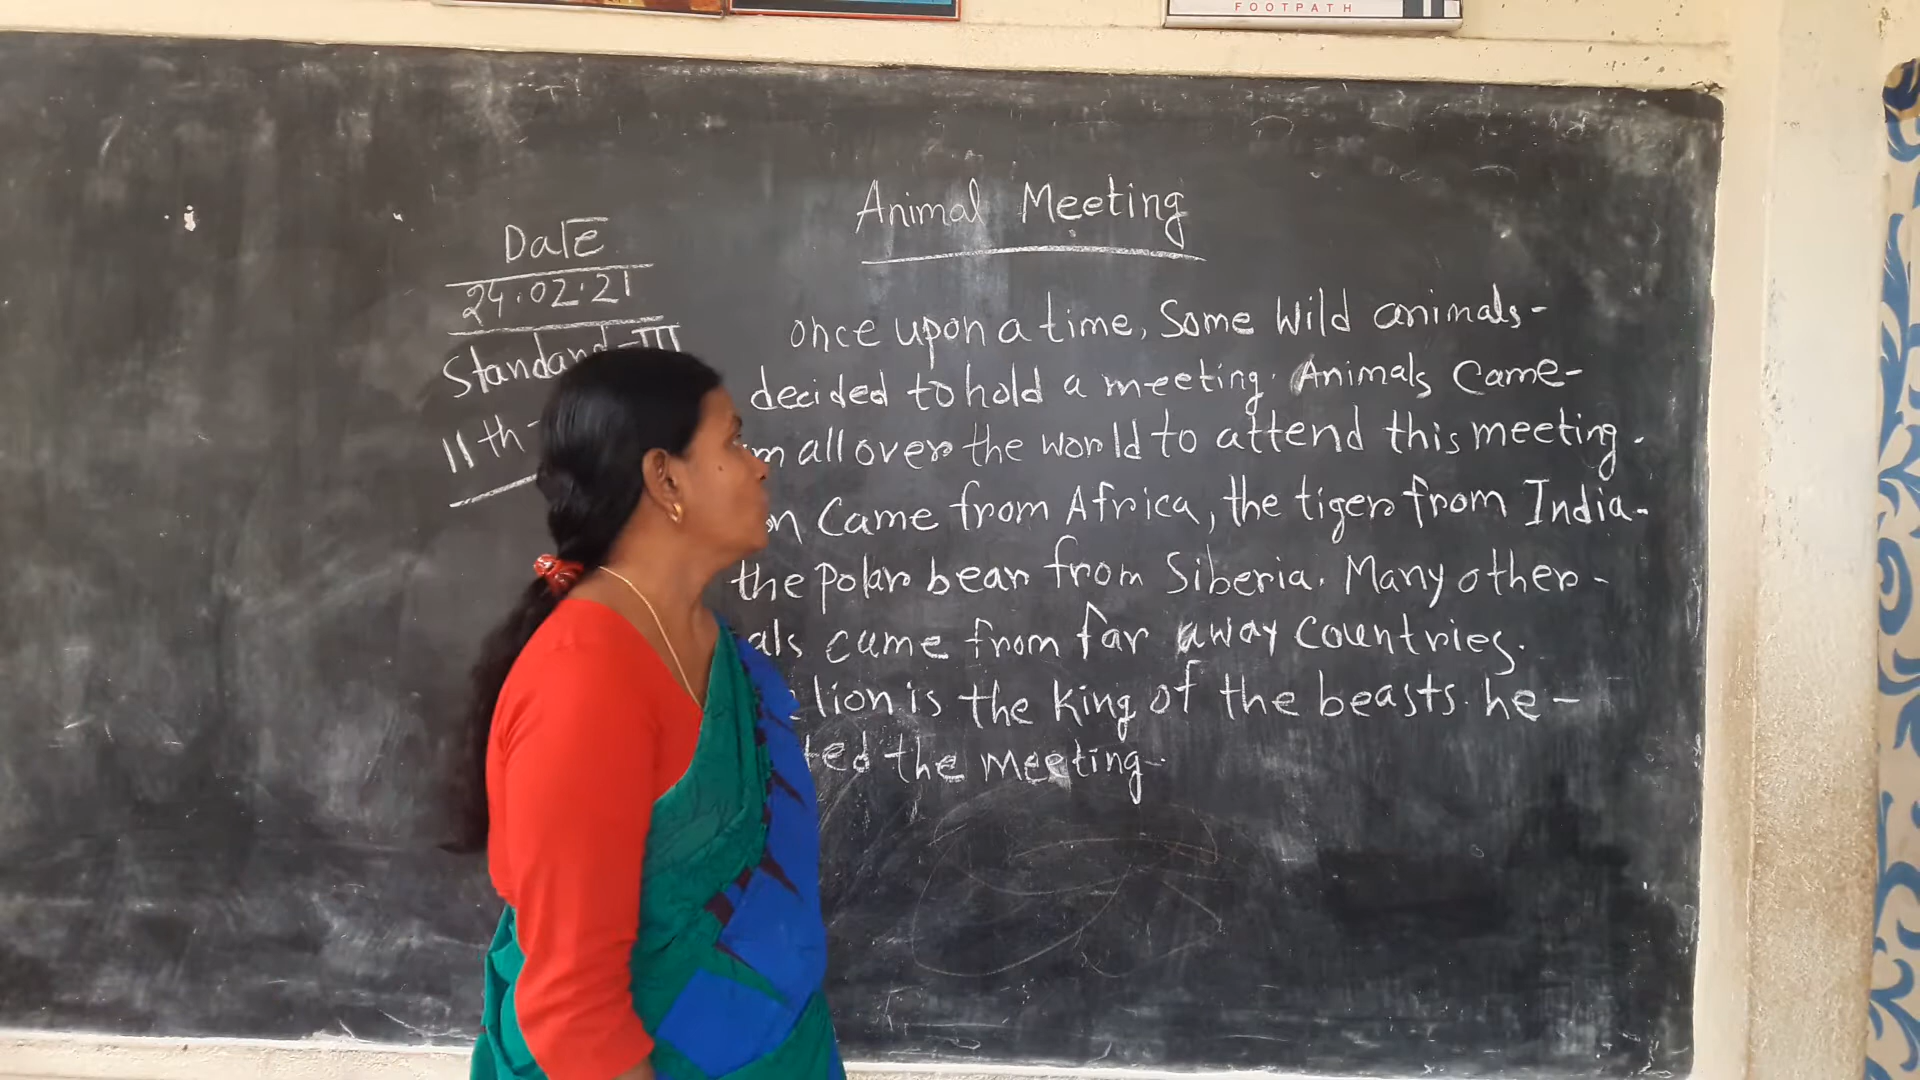 FOOTPATH
Animal Meeting
Date
24.02.21
Standard-III
11th-
once upon a time, Some Wild animals-
decided to hold a meeting. Animals Came-
all over the world to attend this meeting.
Came from Africa, the tiger from India-
the polar bear from Siberia. Many other-
came from far away Countries.
lion is the king of the beasts. he-
the meeting-